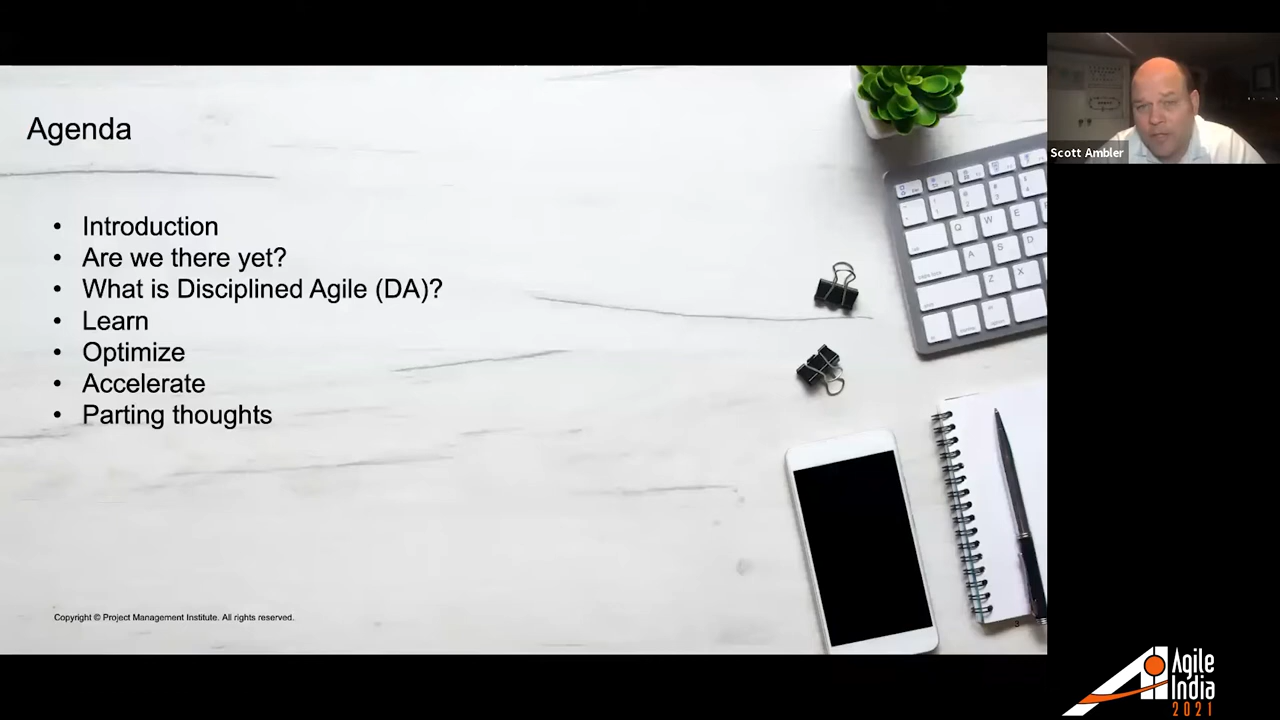 Agenda
• Introduction
• Are we there yet?
• What is Disciplined Agile (DA)?
• Learn
• Optimize
• Accelerate
• Parting thoughts
Copyright © Project Management Institute. All rights reserved.
3
Q W E
A S D
Z X
Scott Ambler
Agile
India
2021